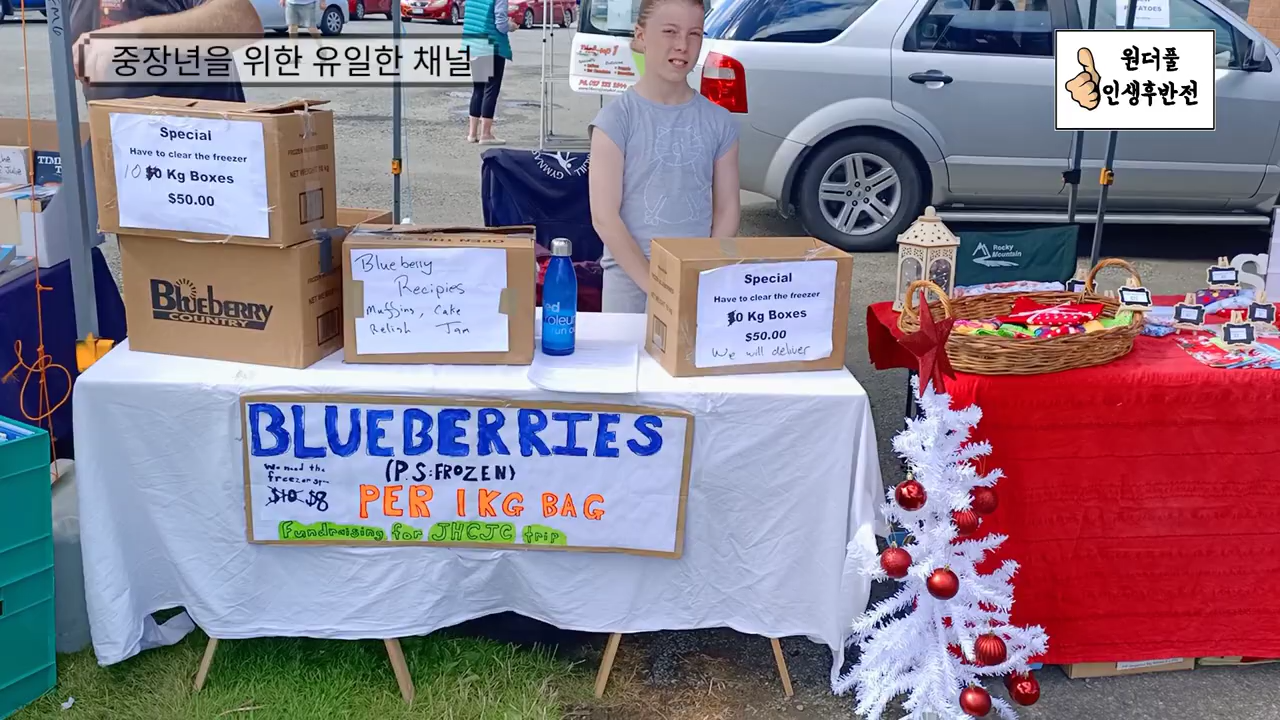 중장년을 위한 유일한 채널
원더풀
인생후반전
Special
Have to clear the freezer
10 Kg Boxes
$50.00
BLUEBERRY
COUNTRY
Blueberry
Recipies
Muffins, Cake
Relish Jam
Special
Have to clear the freezer
10 Kg Boxes
$50.00
We will deliver
Rocky
Mountain
BLUEBERRIES
(P.S: FROZEN)
We need the
freezer sp--
$10 $8
PER 1KG BAG
Fundraising for JHCJC trip